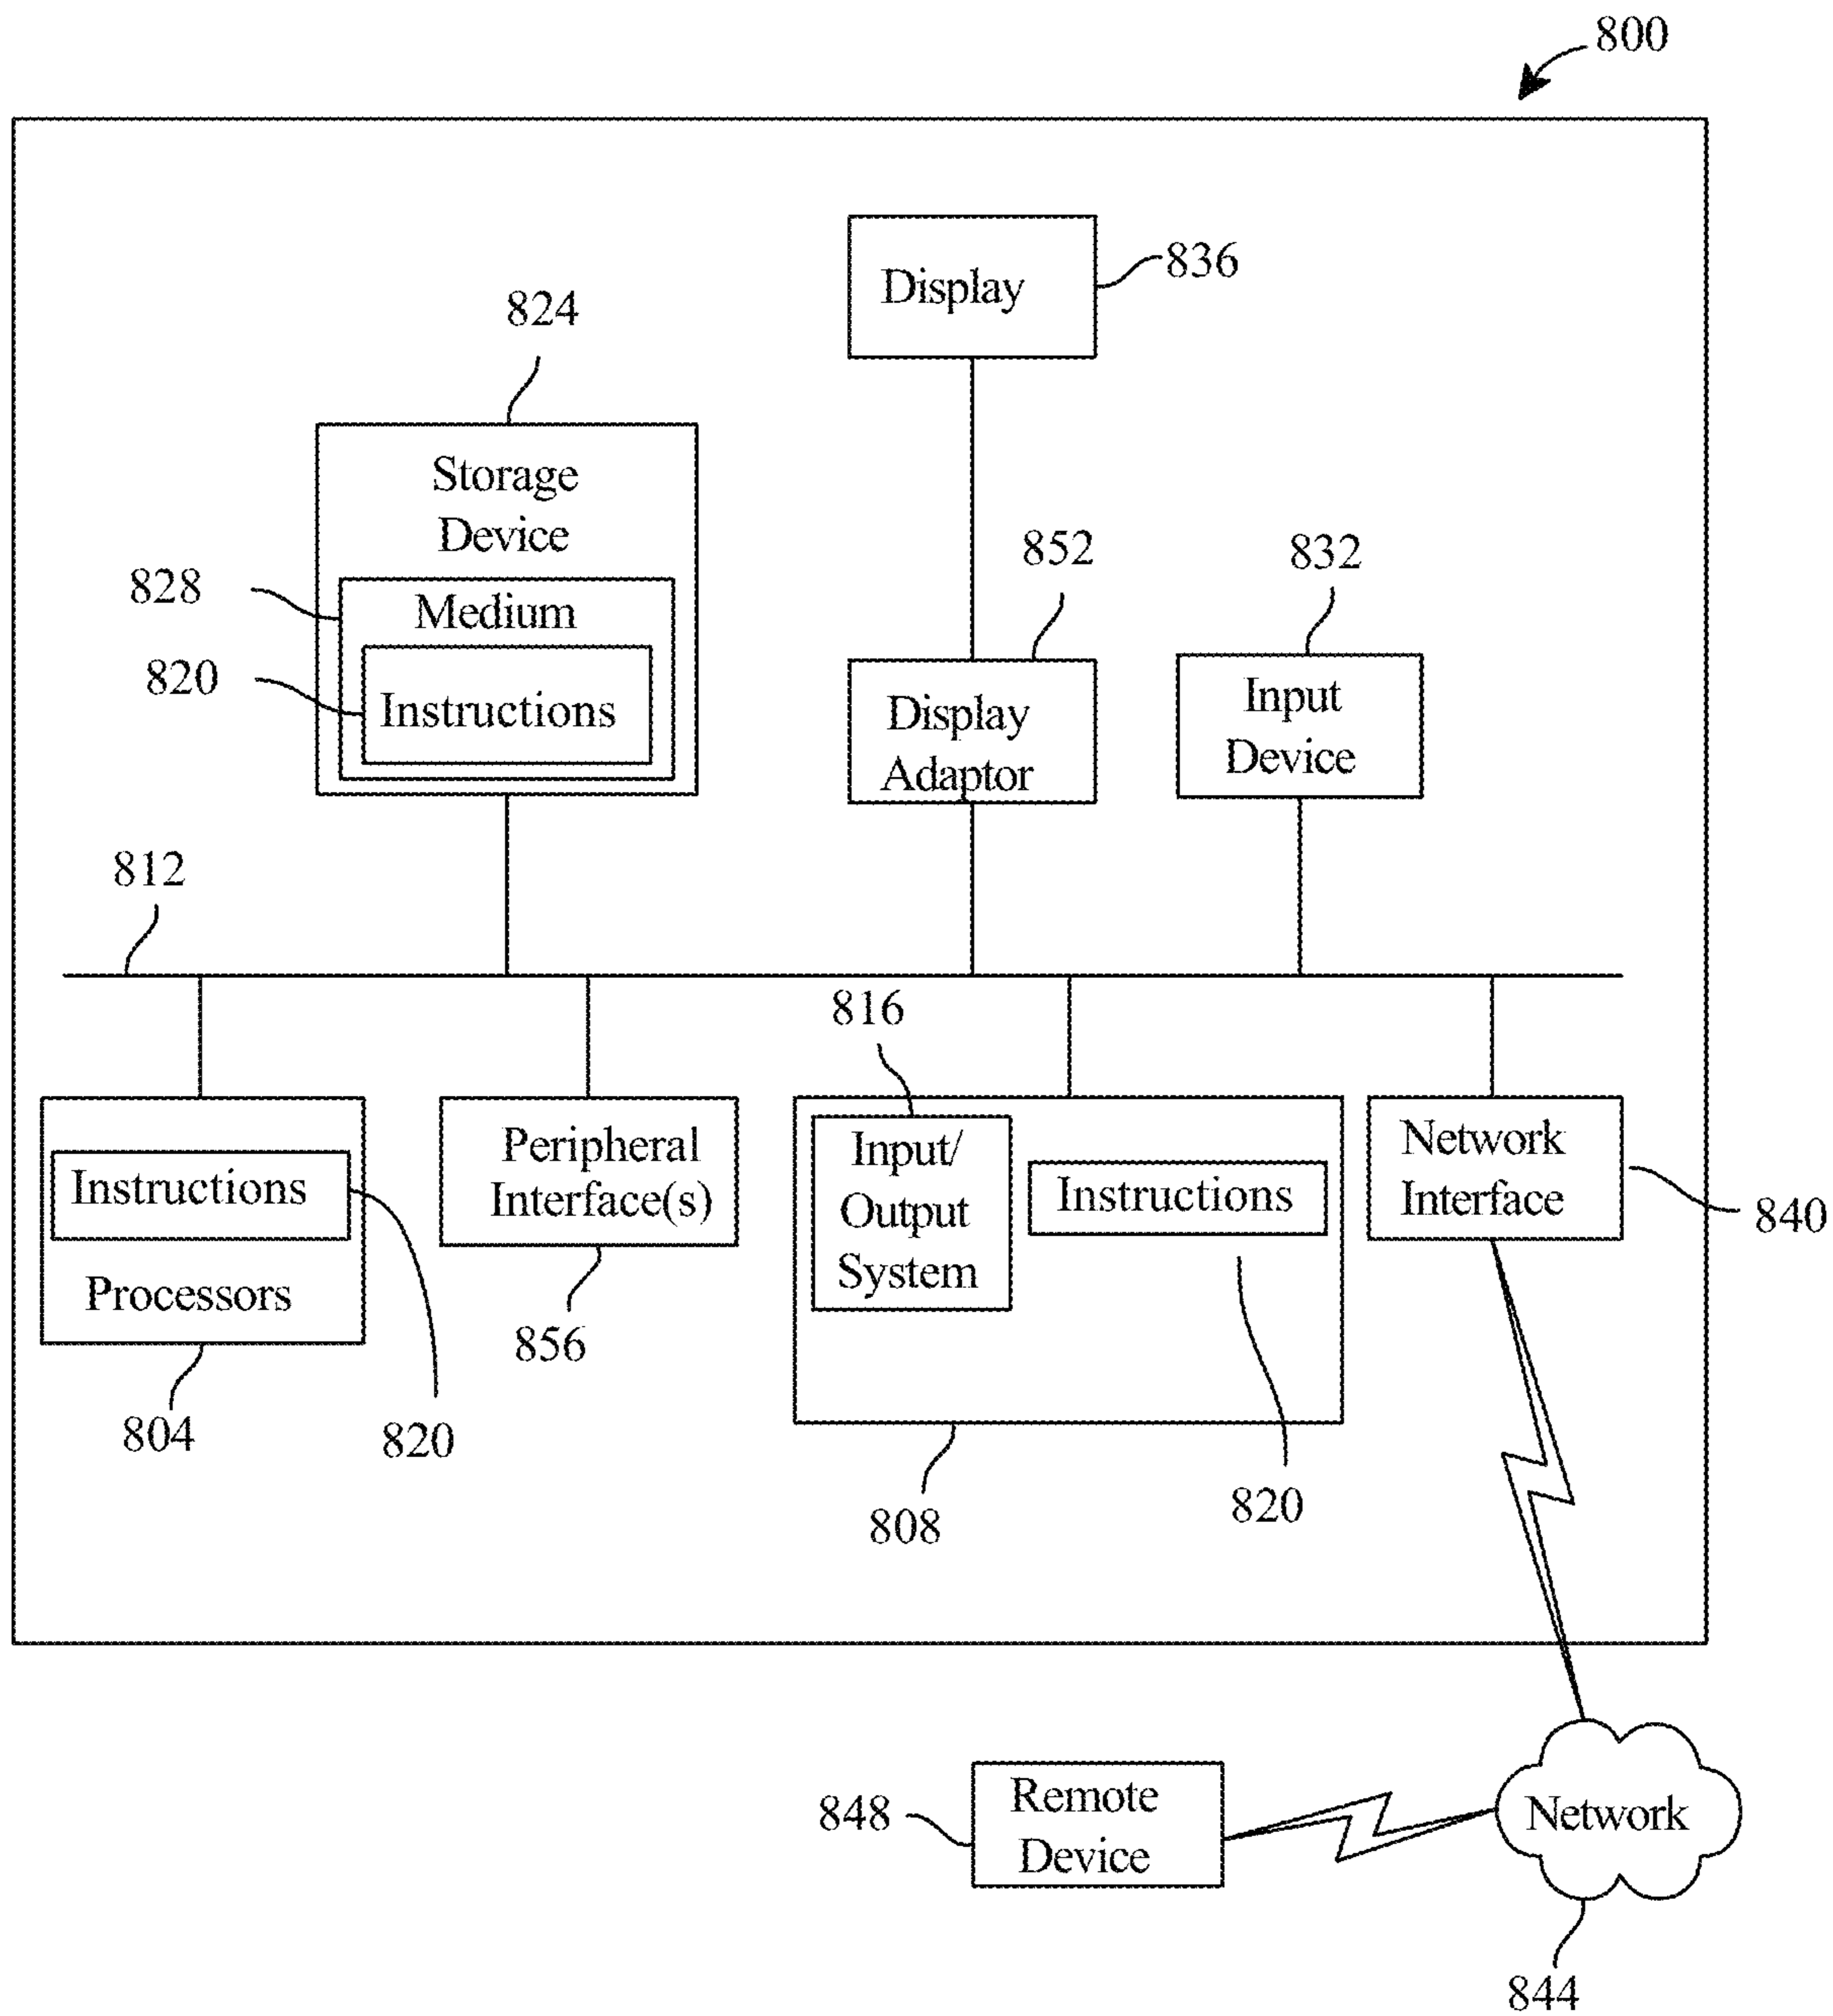 800
Display
836
824
Storage
Device
828
Medium
820
Instructions
852
Display
Adaptor
832
Input
Device
812
816
Instructions
Processors
804
820
Peripheral
Interface(s)
856
Input/
Output
System
Instructions
808
820
Network
Interface
840
848
Remote
Device
Network
844